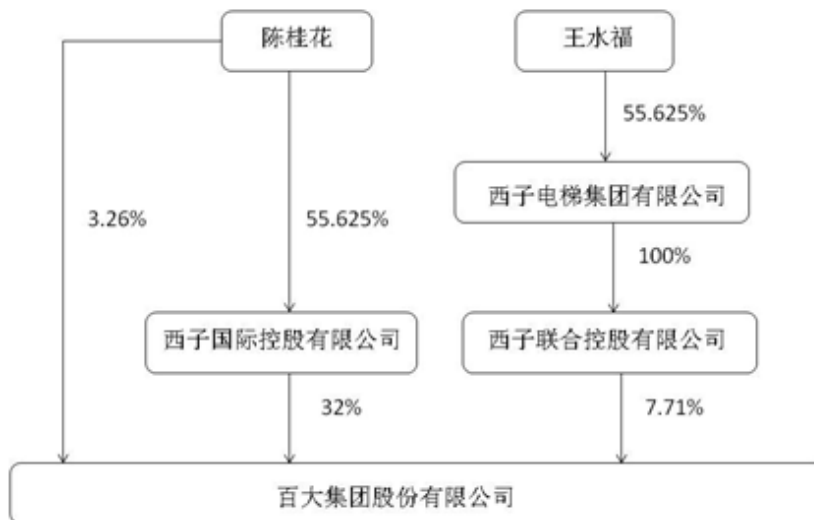 陈桂花
王水福
55.625%
西子电梯集团有限公司
3.26%
55.625%
100%
西子国际控股有限公司
西子联合控股有限公司
32%
7.71%
百大集团股份有限公司